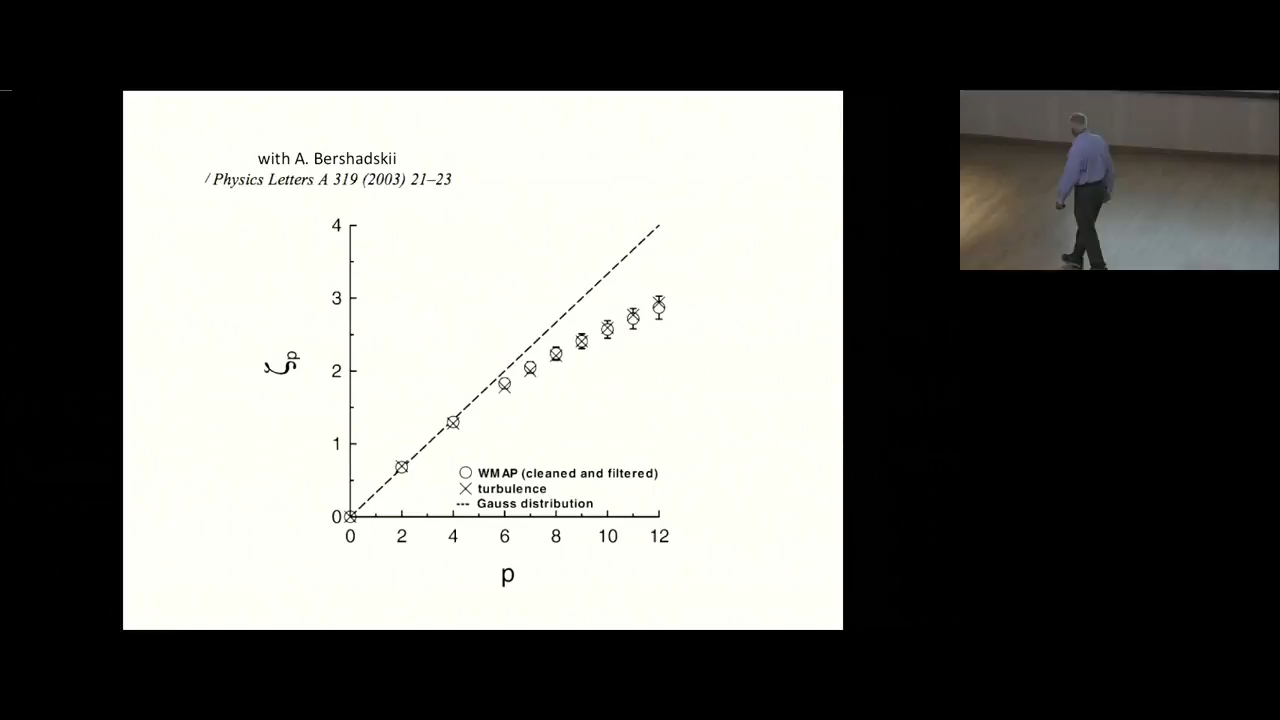 with A. Bershadskii
/ Physics Letters A 319 (2003) 21–23
4
3
2
1
0
ζp
WMAP (cleaned and filtered)
turbulence
Gauss distribution
0 2 4 6 8 10 12
p